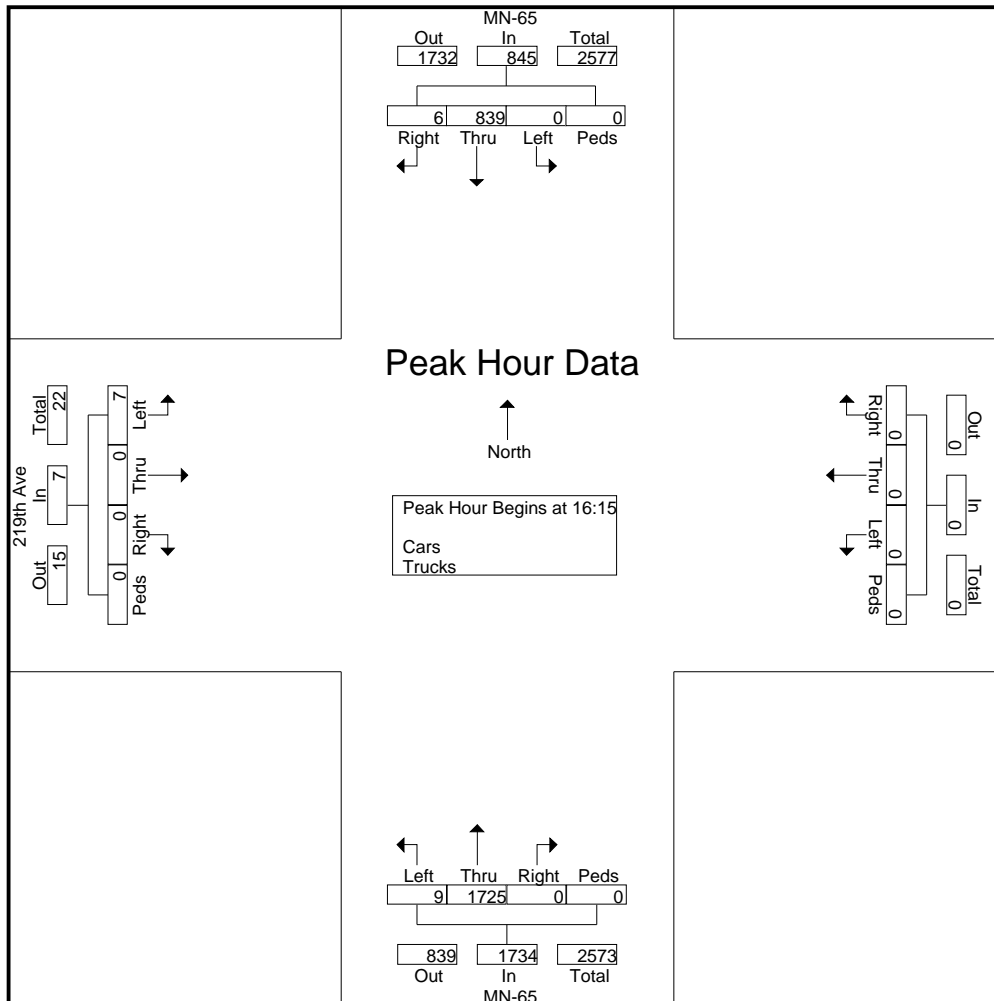 MN-65
Out In Total
1732 845 2577
6 839 0 0
Right Thru Left Peds
Peak Hour Data
North
Peak Hour Begins at 16:15
Cars
Trucks
219th Ave
Out In Total
15 7 22
7 0 0 0
Left Thru Right Peds
Right Thru Left Peds
0 0 0 0
Out In Total
0 0 0
Left Thru Right Peds
9 1725 0 0
839 1734 2573
Out In Total
MN-65